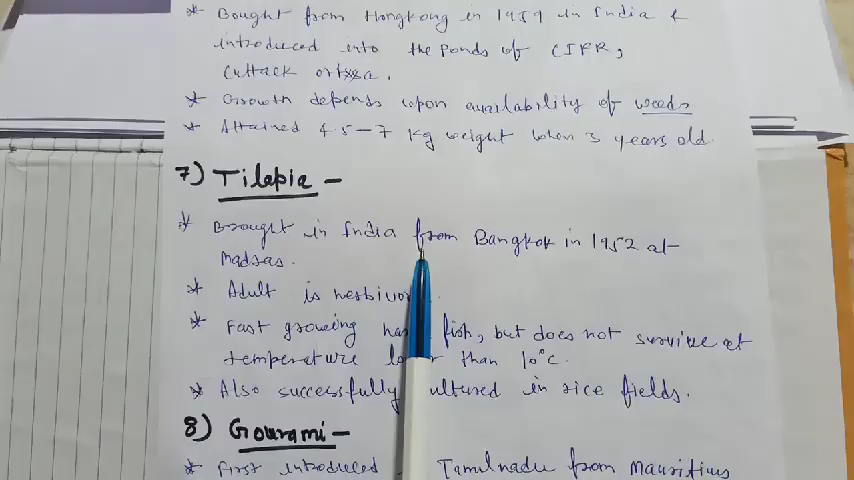 * Bought from Hongkong in 1959 in India &
introduced into the Ponds of CIFR,
Cuttack
* Growth depends upon availability of weeds
* Attained 4.5-7 Kg weight when 3 years old.
7) Tilapia -
* Brought in India from Bangkok in 1952 at
Madras.
* Adult is
* Fast growing fish, but does not survive at
temperature than 10°C.
* Also successfully in rice fields.
8) Gourami -
* First introduced Tamilnadu from Mauritius